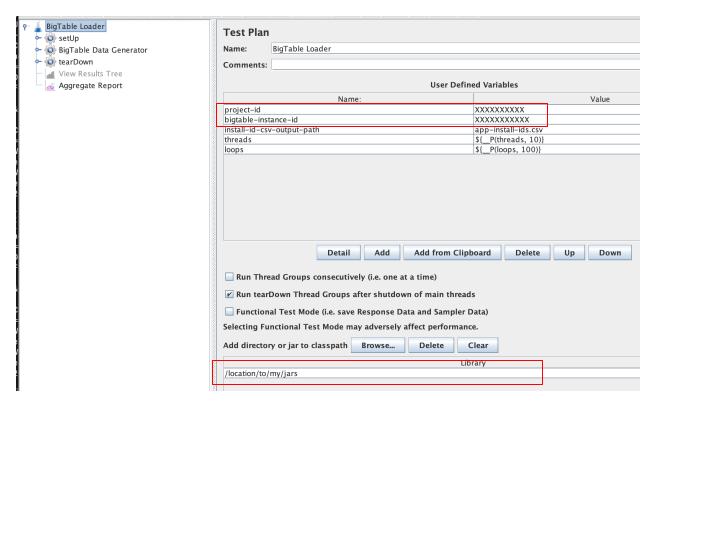 BigTable Loader
setUp
BigTable Data Generator
tearDown
View Results Tree
Aggregate Report
Test Plan
Name: BigTable Loader
Comments:
User Defined Variables
Name: Value
project-id XXXXXXXXXX
bigtable-instance-id XXXXXXXXXXX
install-id-csv-output-path app-install-ids.csv
threads ${__P(threads, 10)}
loops ${__P(loops, 100)}
Detail Add Add from Clipboard Delete Up Down
Run Thread Groups consecutively (i.e. one at a time)
Run tearDown Thread Groups after shutdown of main threads
Functional Test Mode (i.e. save Response Data and Sampler Data)
Selecting Functional Test Mode may adversely affect performance.
Add directory or jar to classpath Browse... Delete Clear
Library
/location/to/my/jars